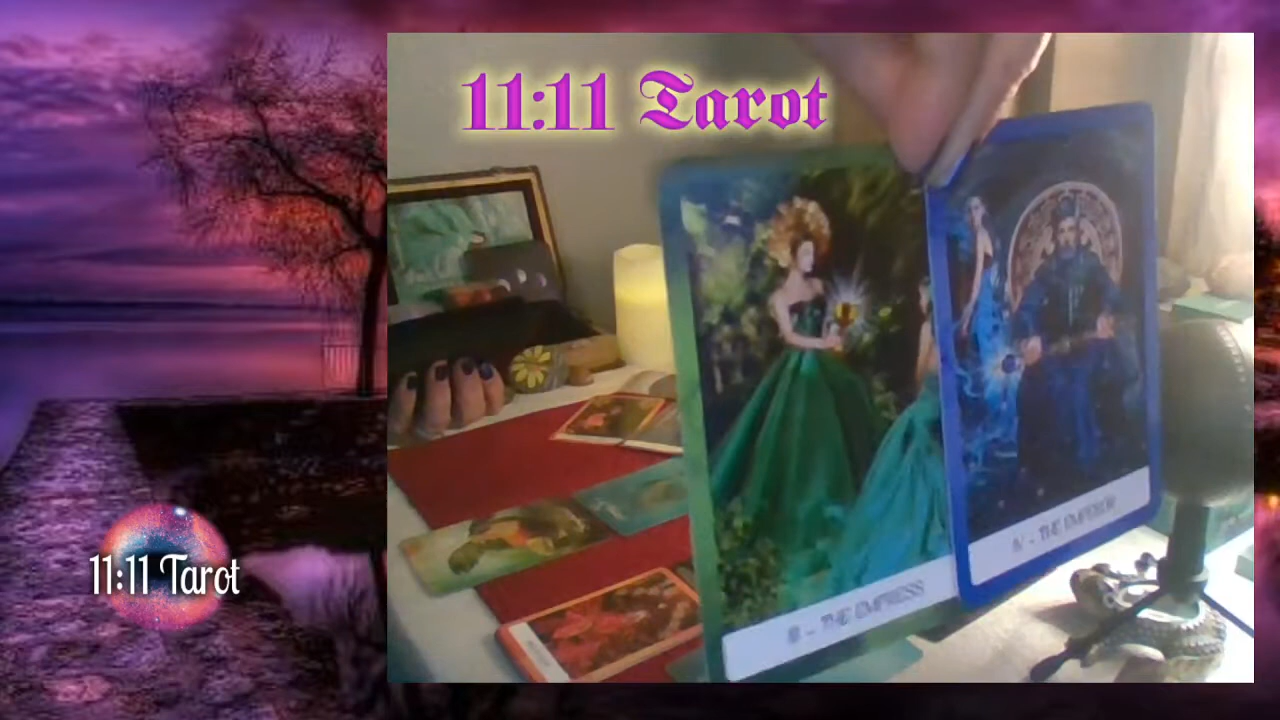 11:11 Tarot
III - THE EMPRESS
IV - THE EMPEROR
11:11 Tarot